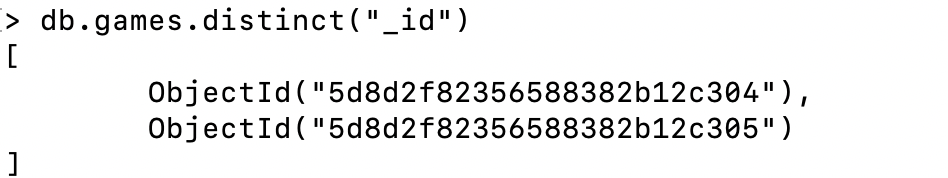 > db.games.distinct("_id")
[
        ObjectId("5d8d2f82356588382b12c304"),
        ObjectId("5d8d2f82356588382b12c305")
]